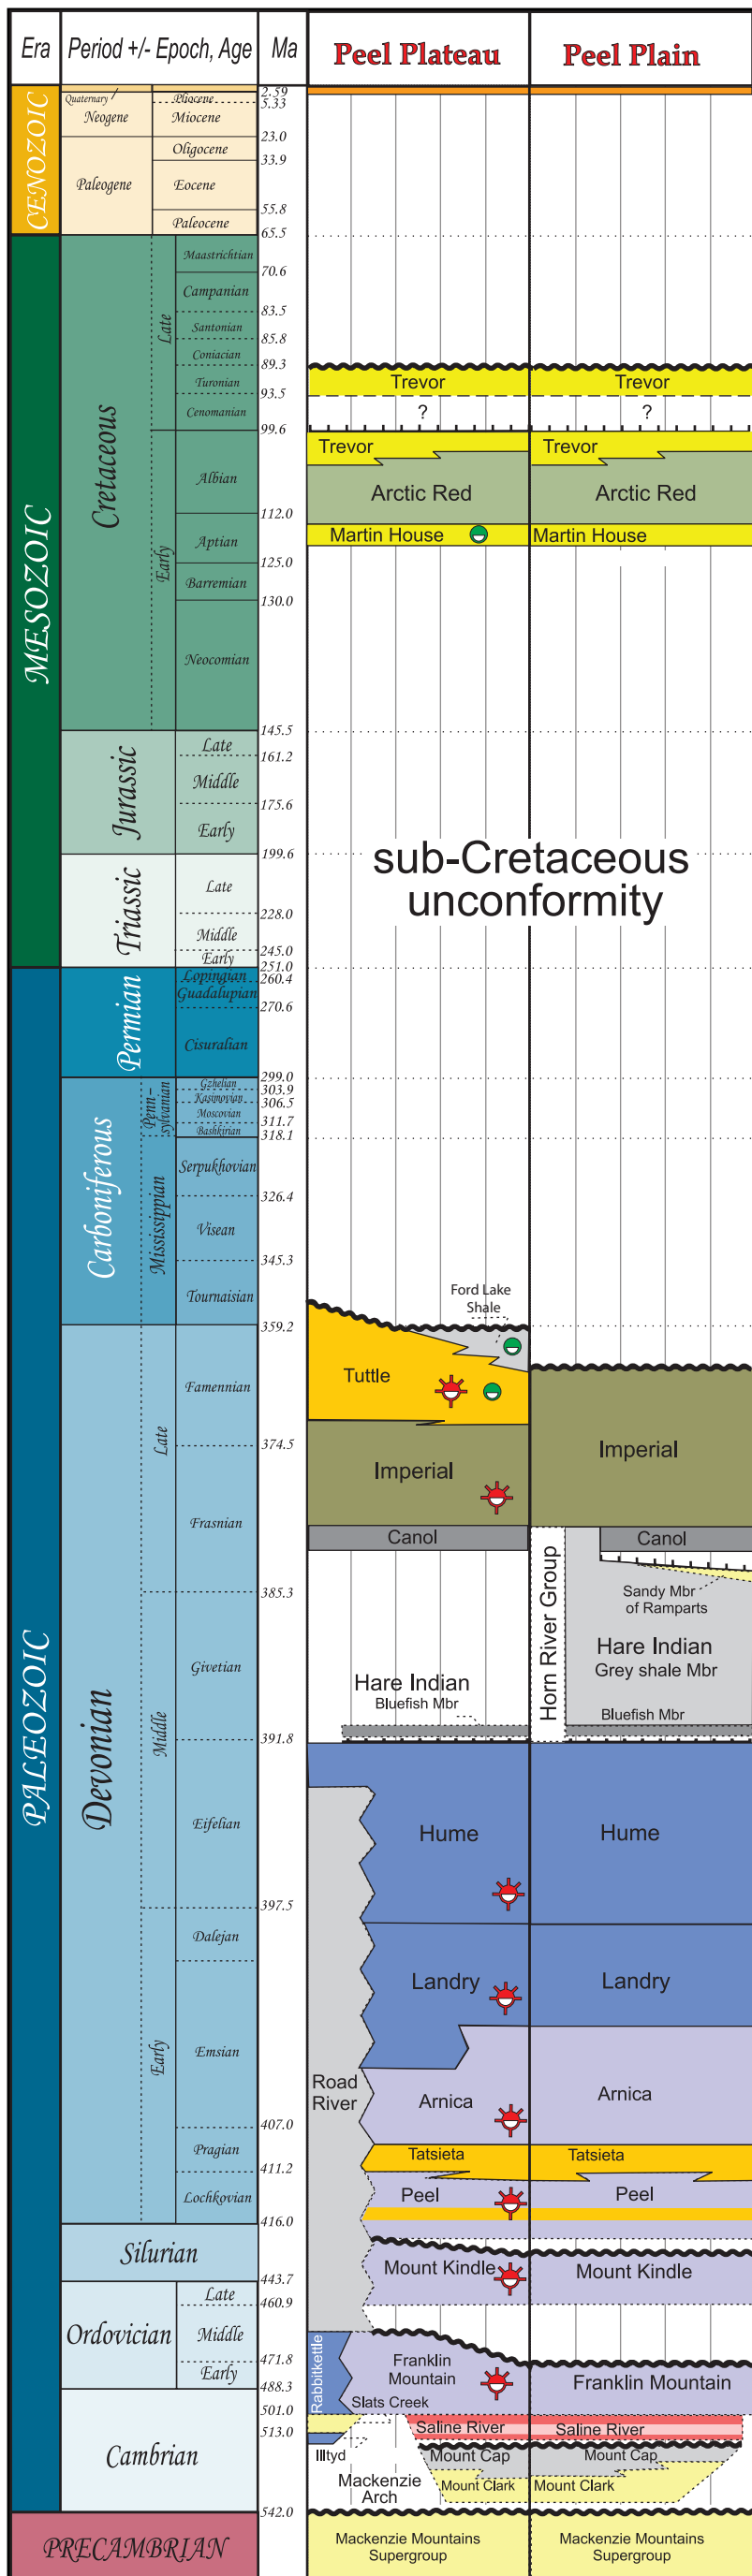 Era Period +/- Epoch, Age Ma Peel Plateau Peel Plain
CENOZOIC
Quaternary
Pliocene
2.59
5.33
Neogene
Miocene
23.0
Oligocene
33.9
Paleogene
Eocene
55.8
Paleocene
65.5
MESOZOIC
Cretaceous
Late
Maastrichtian
70.6
Campanian
83.5
Santonian
85.8
Coniacian
89.3
Turonian
93.5
Cenomanian
99.6
Early
Albian
112.0
Aptian
125.0
Barremian
130.0
Neocomian
145.5
Jurassic
Late
161.2
Middle
175.6
Early
199.6
Triassic
Late
228.0
Middle
245.0
Early
251.0
PALEOZOIC
Permian
Lopingian
260.4
Guadalupian
270.6
Cisuralian
299.0
Carboniferous
Penn-
sylvanian
Gzhelian
303.9
Kasimovian
306.5
Moscovian
311.7
Bashkirian
318.1
Mississippian
Serpukhovian
326.4
Visean
345.3
Tournaisian
359.2
Devonian
Late
Famennian
374.5
Frasnian
385.3
Middle
Givetian
391.8
Eifelian
397.5
Early
Dalejan
Emsian
407.0
Pragian
411.2
Lochkovian
416.0
Silurian
443.7
Ordovician
Late
460.9
Middle
471.8
Early
488.3
501.0
513.0
Cambrian
542.0
PRECAMBRIAN
Trevor Trevor
? ?
Trevor Trevor
Arctic Red Arctic Red
Martin House Martin House
sub-Cretaceous
unconformity
Ford Lake
Shale
Tuttle
Imperial Imperial
Canol Canol
Horn River Group
Sandy Mbr
of Ramparts
Hare Indian
Grey shale Mbr
Bluefish Mbr
Hare Indian
Bluefish Mbr
Hume Hume
Landry Landry
Road
River
Arnica Arnica
Tatsieta Tatsieta
Peel Peel
Mount Kindle Mount Kindle
Rabbitkettle
Franklin
Mountain
Franklin Mountain
Slats Creek
Saline River Saline River
Illtyd
Mount Cap Mount Cap
Mackenzie
Arch
Mount Clark Mount Clark
Mackenzie Mountains
Supergroup
Mackenzie Mountains
Supergroup